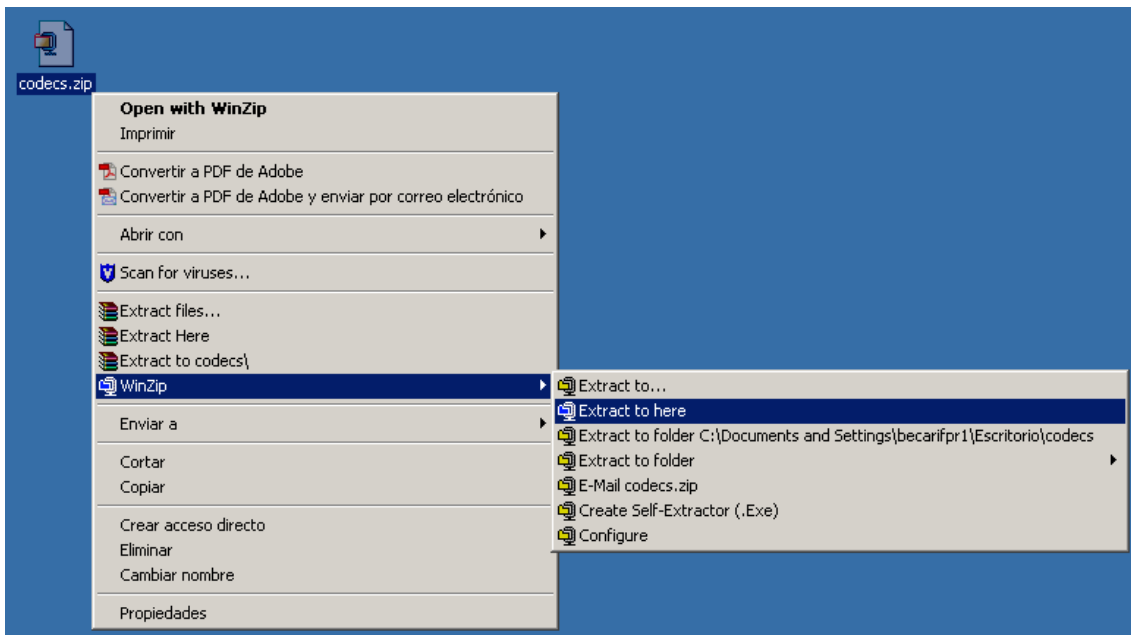 codecs.zip
Open with WinZip
Imprimir
Convertir a PDF de Adobe
Convertir a PDF de Adobe y enviar por correo electrónico
Abrir con
Scan for viruses...
Extract files...
Extract Here
Extract to codecs\
WinZip
Enviar a
Cortar
Copiar
Crear acceso directo
Eliminar
Cambiar nombre
Propiedades
Extract to...
Extract to here
Extract to folder C:\Documents and Settings\becarifpr1\Escritorio\codecs
Extract to folder
E-Mail codecs.zip
Create Self-Extractor (.Exe)
Configure